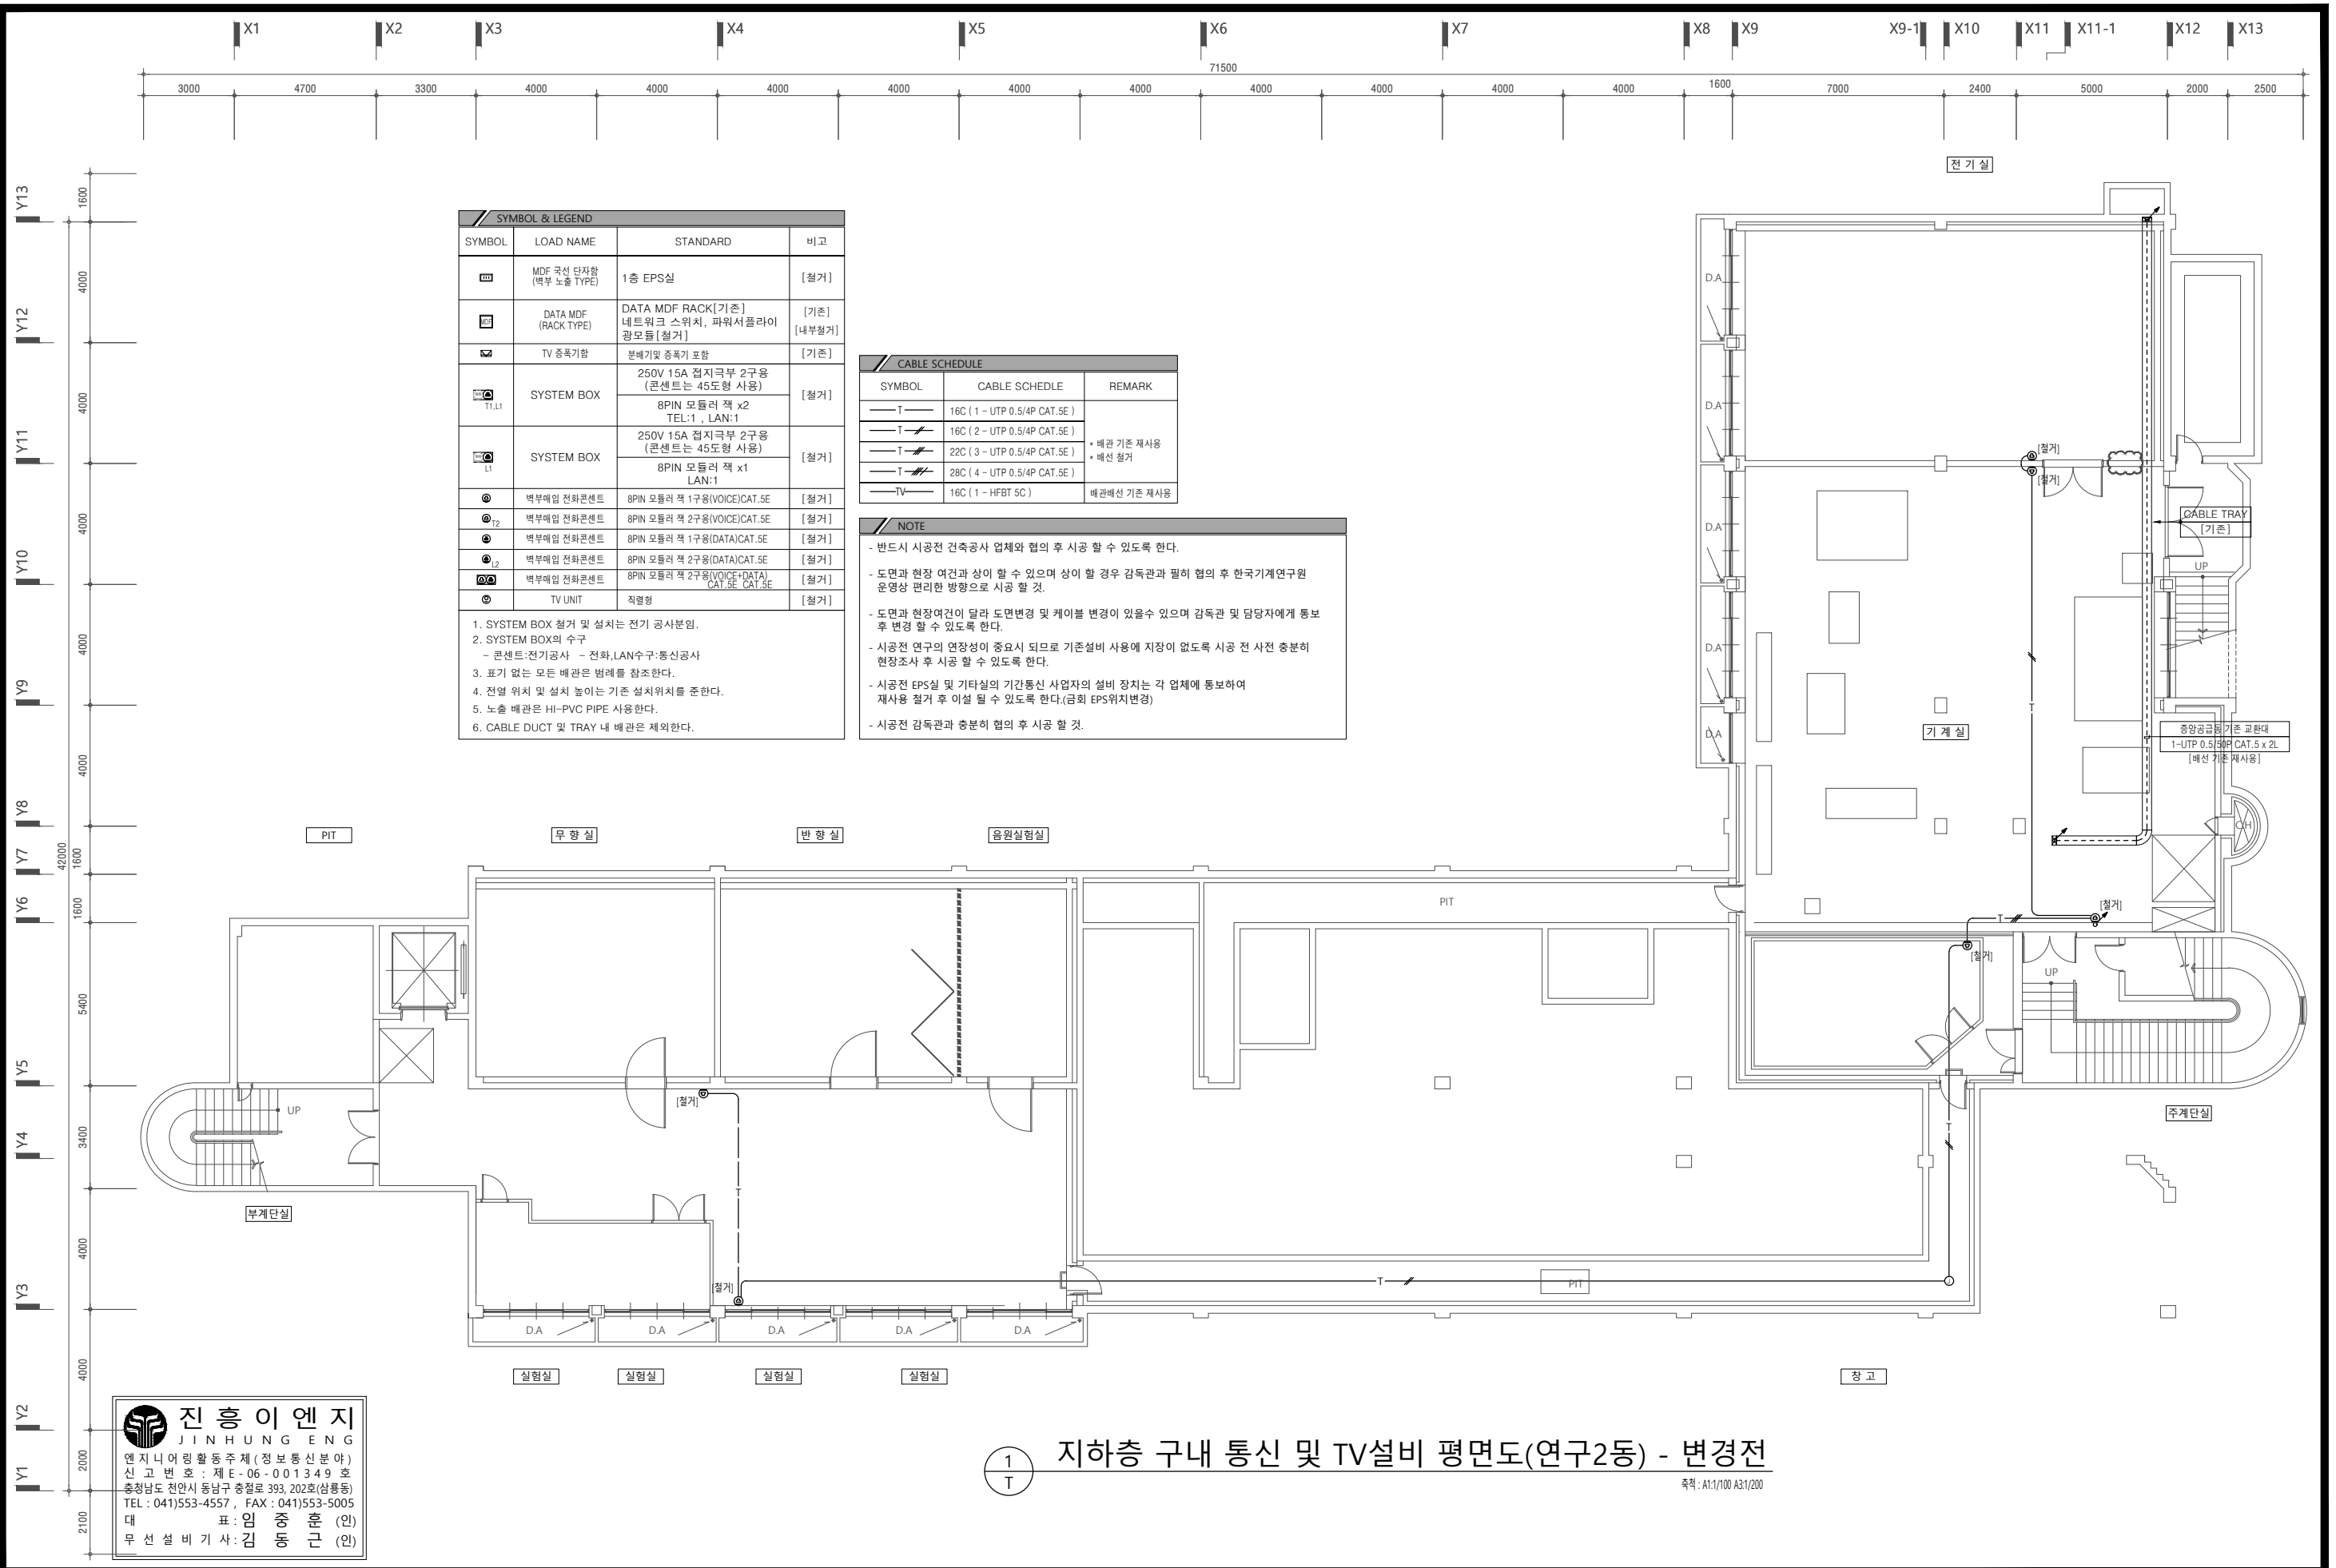 X1 X2 X3 X4 X5 X6 X7 X8 X9 X9-1 X10 X11 X11-1 X12 X13
71500
3000 4700 3300 4000 4000 4000 4000 4000 4000 4000 4000 4000 4000 1600 7000 2400 5000 2000 2500
Y13
Y12
Y11
Y10
Y9
Y8
Y7
Y6
Y5
Y4
Y3
Y2
Y1
42000
1600
4000
4000
4000
4000
4000
1600
1600
5400
3400
4000
4000
2000
2100
SYMBOL & LEGEND
SYMBOL LOAD NAME STANDARD 비고
MDF 국선 단자함
(벽부 노출 TYPE)
1층 EPS실
[철거]
MDF
DATA MDF
(RACK TYPE)
DATA MDF RACK[기존]
네트워크 스위치, 파워서플라이
광모듈[철거]
[기존]
[내부철거]
TV 증폭기함 분배기및 증폭기 포함 [기존]
T1,L1
SYSTEM BOX
250V 15A 접지극부 2구용
(콘센트는 45도형 사용)
8PIN 모듈러 잭 x2
TEL:1 , LAN:1
[철거]
L1
SYSTEM BOX
250V 15A 접지극부 2구용
(콘센트는 45도형 사용)
8PIN 모듈러 잭 x1
LAN:1
[철거]
벽부매입 전화콘센트 8PIN 모듈러 잭 1구용(VOICE)CAT.5E [철거]
T2 벽부매입 전화콘센트 8PIN 모듈러 잭 2구용(VOICE)CAT.5E [철거]
벽부매입 전화콘센트 8PIN 모듈러 잭 1구용(DATA)CAT.5E [철거]
L2 벽부매입 전화콘센트 8PIN 모듈러 잭 2구용(DATA)CAT.5E [철거]
벽부매입 전화콘센트 8PIN 모듈러 잭 2구용(VOICE+DATA) [철거]
CAT.5E CAT.5E
TV UNIT 직렬형 [철거]
1. SYSTEM BOX 철거 및 설치는 전기 공사분임.
2. SYSTEM BOX의 수구
- 콘센트:전기공사 - 전화,LAN수구:통신공사
3. 표기 없는 모든 배관은 범례를 참조한다.
4. 전열 위치 및 설치 높이는 기존 설치위치를 준한다.
5. 노출 배관은 HI-PVC PIPE 사용한다.
6. CABLE DUCT 및 TRAY 내 배관은 제외한다.
CABLE SCHEDULE
SYMBOL CABLE SCHEDLE REMARK
T 16C ( 1 - UTP 0.5/4P CAT.5E )
T 16C ( 2 - UTP 0.5/4P CAT.5E )
T 22C ( 3 - UTP 0.5/4P CAT.5E )
T 28C ( 4 - UTP 0.5/4P CAT.5E )
* 배관 기존 재사용
* 배선 철거
TV 16C ( 1 - HFBT 5C ) 배관배선 기존 재사용
NOTE
- 반드시 시공전 건축공사 업체와 협의 후 시공 할 수 있도록 한다.
- 도면과 현장 여건과 상이 할 수 있으며 상이 할 경우 감독관과 필히 협의 후 한국기계연구원
운영상 편리한 방향으로 시공 할 것.
- 도면과 현장여건이 달라 도면변경 및 케이블 변경이 있을수 있으며 감독관 및 담당자에게 통보
후 변경 할 수 있도록 한다.
- 시공전 연구의 연장성이 중요시 되므로 기존설비 사용에 지장이 없도록 시공 전 사전 충분히
현장조사 후 시공 할 수 있도록 한다.
- 시공전 EPS실 및 기타실의 기간통신 사업자의 설비 장치는 각 업체에 통보하여
재사용 철거 후 이설 될 수 있도록 한다.(금회 EPS위치변경)
- 시공전 감독관과 충분히 협의 후 시공 할 것.
전 기 실
D.A
D.A
D.A
D.A
D.A
[철거]
[철거]
CABLE TRAY
[기존]
UP
T
기 계 실
중앙공급동 기존 교환대
1-UTP 0.5/50P CAT.5 x 2L
[배선 기존 재사용]
C.H
PIT
무 향 실
반 향 실
음원실험실
PIT
[철거]
T
[철거]
UP
주계단실
UP
부계단실
[철거]
T
[철거]
T
T
PIT
D.A D.A D.A D.A D.A
실험실 실험실 실험실 실험실
창 고
진 흥 이 엔 지
JINHUNG ENG
엔지니어링활동주체(정보통신분야)
신 고 번 호 : 제 E - 06 - 001349 호
충청남도 천안시 동남구 충절로 393, 202호(삼룡동)
TEL : 041)553-4557 , FAX : 041)553-5005
대 표 : 임 중 훈 (인)
무 선 설 비 기 사 : 김 동 근 (인)
1
T
지하층 구내 통신 및 TV설비 평면도(연구2동) - 변경전
축척 : A1:1/100 A3:1/200